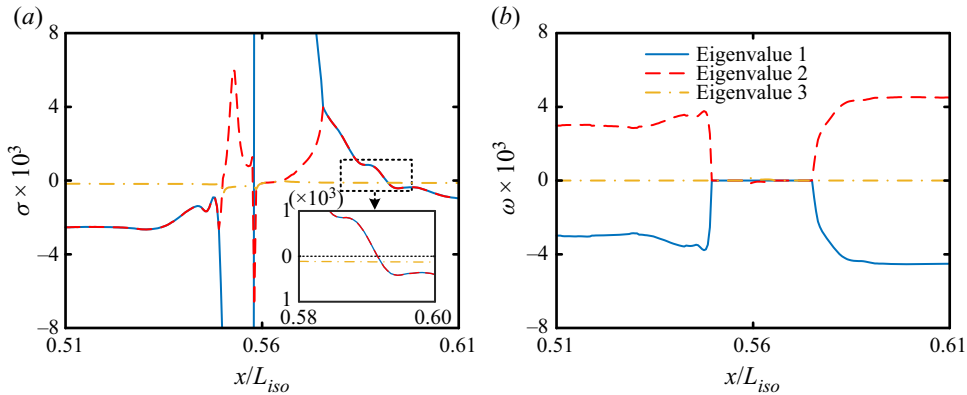 (a)
8
4
0
−4
−8
σ × 10³
0.51
0.56
0.61
x/L_iso
(×10³)
1
0
1
0.58
0.60
(b)
Eigenvalue 1
Eigenvalue 2
Eigenvalue 3
8
4
0
−4
−8
ω × 10³
0.51
0.56
0.61
x/L_iso